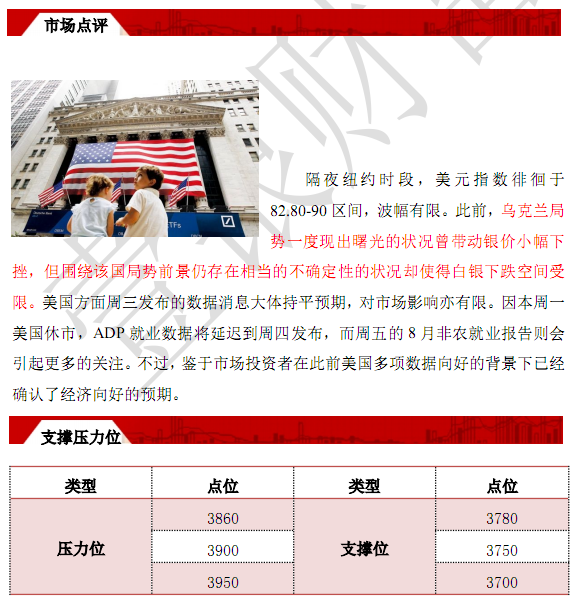 市场点评
隔夜纽约时段，美元指数徘徊于
82.80-90 区间，波幅有限。此前，乌克兰局
势一度现出曙光的状况曾带动银价小幅下
挫，但围绕该国局势前景仍存在相当的不确定性的状况却使得白银下跌空间受
限。美国方面周三发布的数据消息大体持平预期，对市场影响亦有限。因本周一
美国休市，ADP 就业数据将延迟到周四发布，而周五的 8 月非农就业报告则会
引起更多的关注。不过，鉴于市场投资者在此前美国多项数据向好的背景下已经
确认了经济向好的预期。
支撑压力位
类型 点位 类型 点位
3860 3780
压力位 3900 支撑位 3750
3950 3700